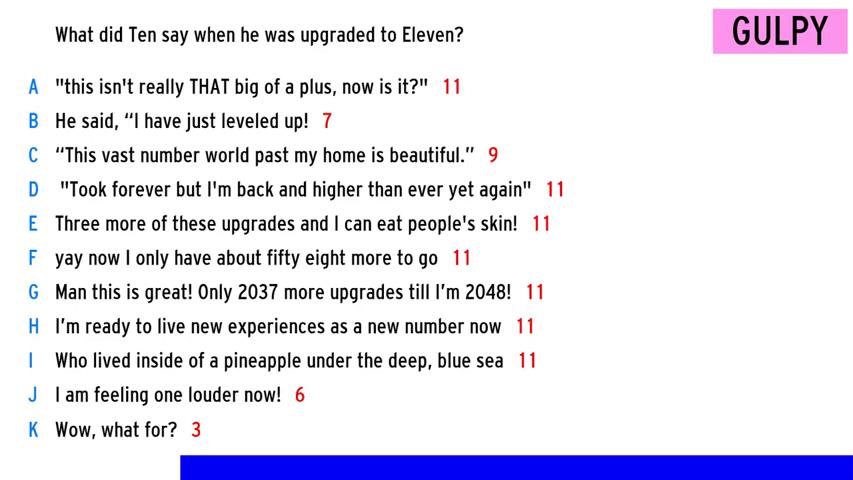 What did Ten say when he was upgraded to Eleven?
GULPY
A "this isn't really THAT big of a plus, now is it?" 11
B He said, “I have just leveled up! 7
C “This vast number world past my home is beautiful.” 9
D "Took forever but I'm back and higher than ever yet again" 11
E Three more of these upgrades and I can eat people's skin! 11
F yay now I only have about fifty eight more to go 11
G Man this is great! Only 2037 more upgrades till I’m 2048! 11
H I’m ready to live new experiences as a new number now 11
I Who lived inside of a pineapple under the deep, blue sea 11
J I am feeling one louder now! 6
K Wow, what for? 3